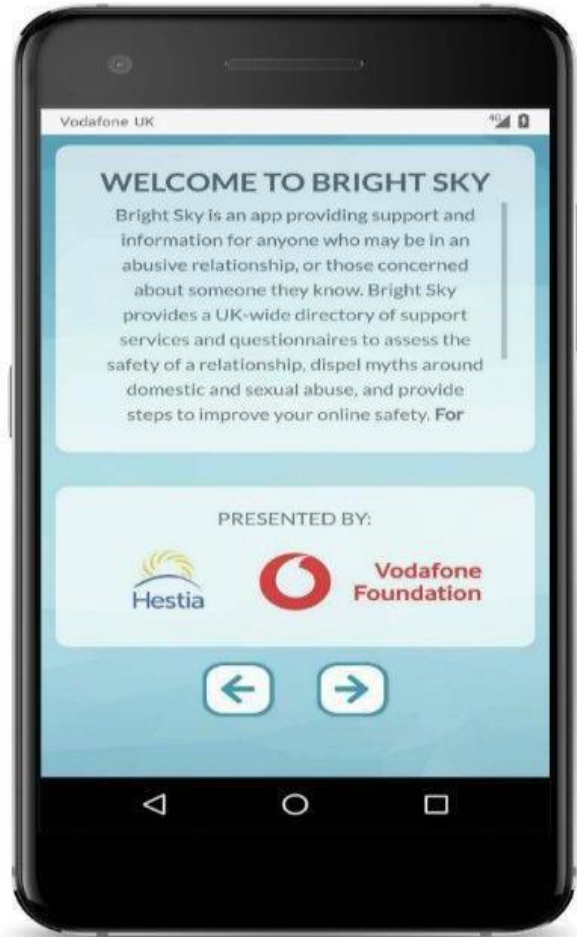 Vodafone UK
4G
WELCOME TO BRIGHT SKY
Bright Sky is an app providing support and
information for anyone who may be in an
abusive relationship, or those concerned
about someone they know. Bright Sky
provides a UK-wide directory of support
services and questionnaires to assess the
safety of a relationship, dispel myths around
domestic and sexual abuse, and provide
steps to improve your online safety. For
PRESENTED BY:
Hestia
Vodafone
Foundation